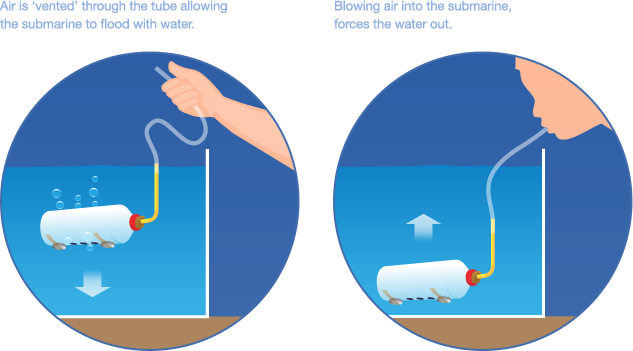 Air is ‘vented’ through the tube allowing
the submarine to flood with water.
Blowing air into the submarine,
forces the water out.